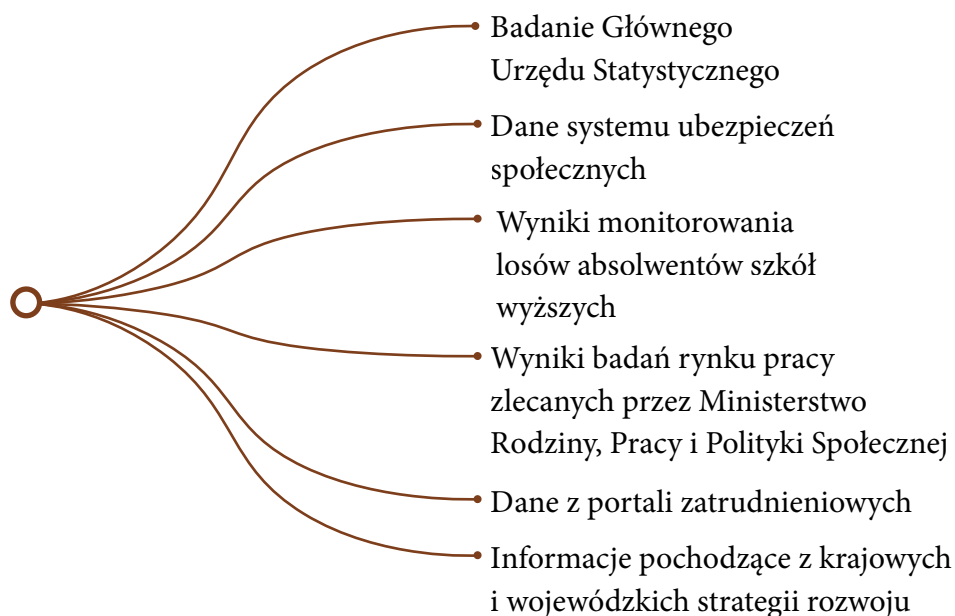 Badanie Głównego
Urzędu Statystycznego
Dane systemu ubezpieczeń
społecznych
Wyniki monitorowania
losów absolwentów szkół
wyższych
Wyniki badań rynku pracy
zlecanych przez Ministerstwo
Rodziny, Pracy i Polityki Społecznej
Dane z portali zatrudnieniowych
Informacje pochodzące z krajowych
i wojewódzkich strategii rozwoju